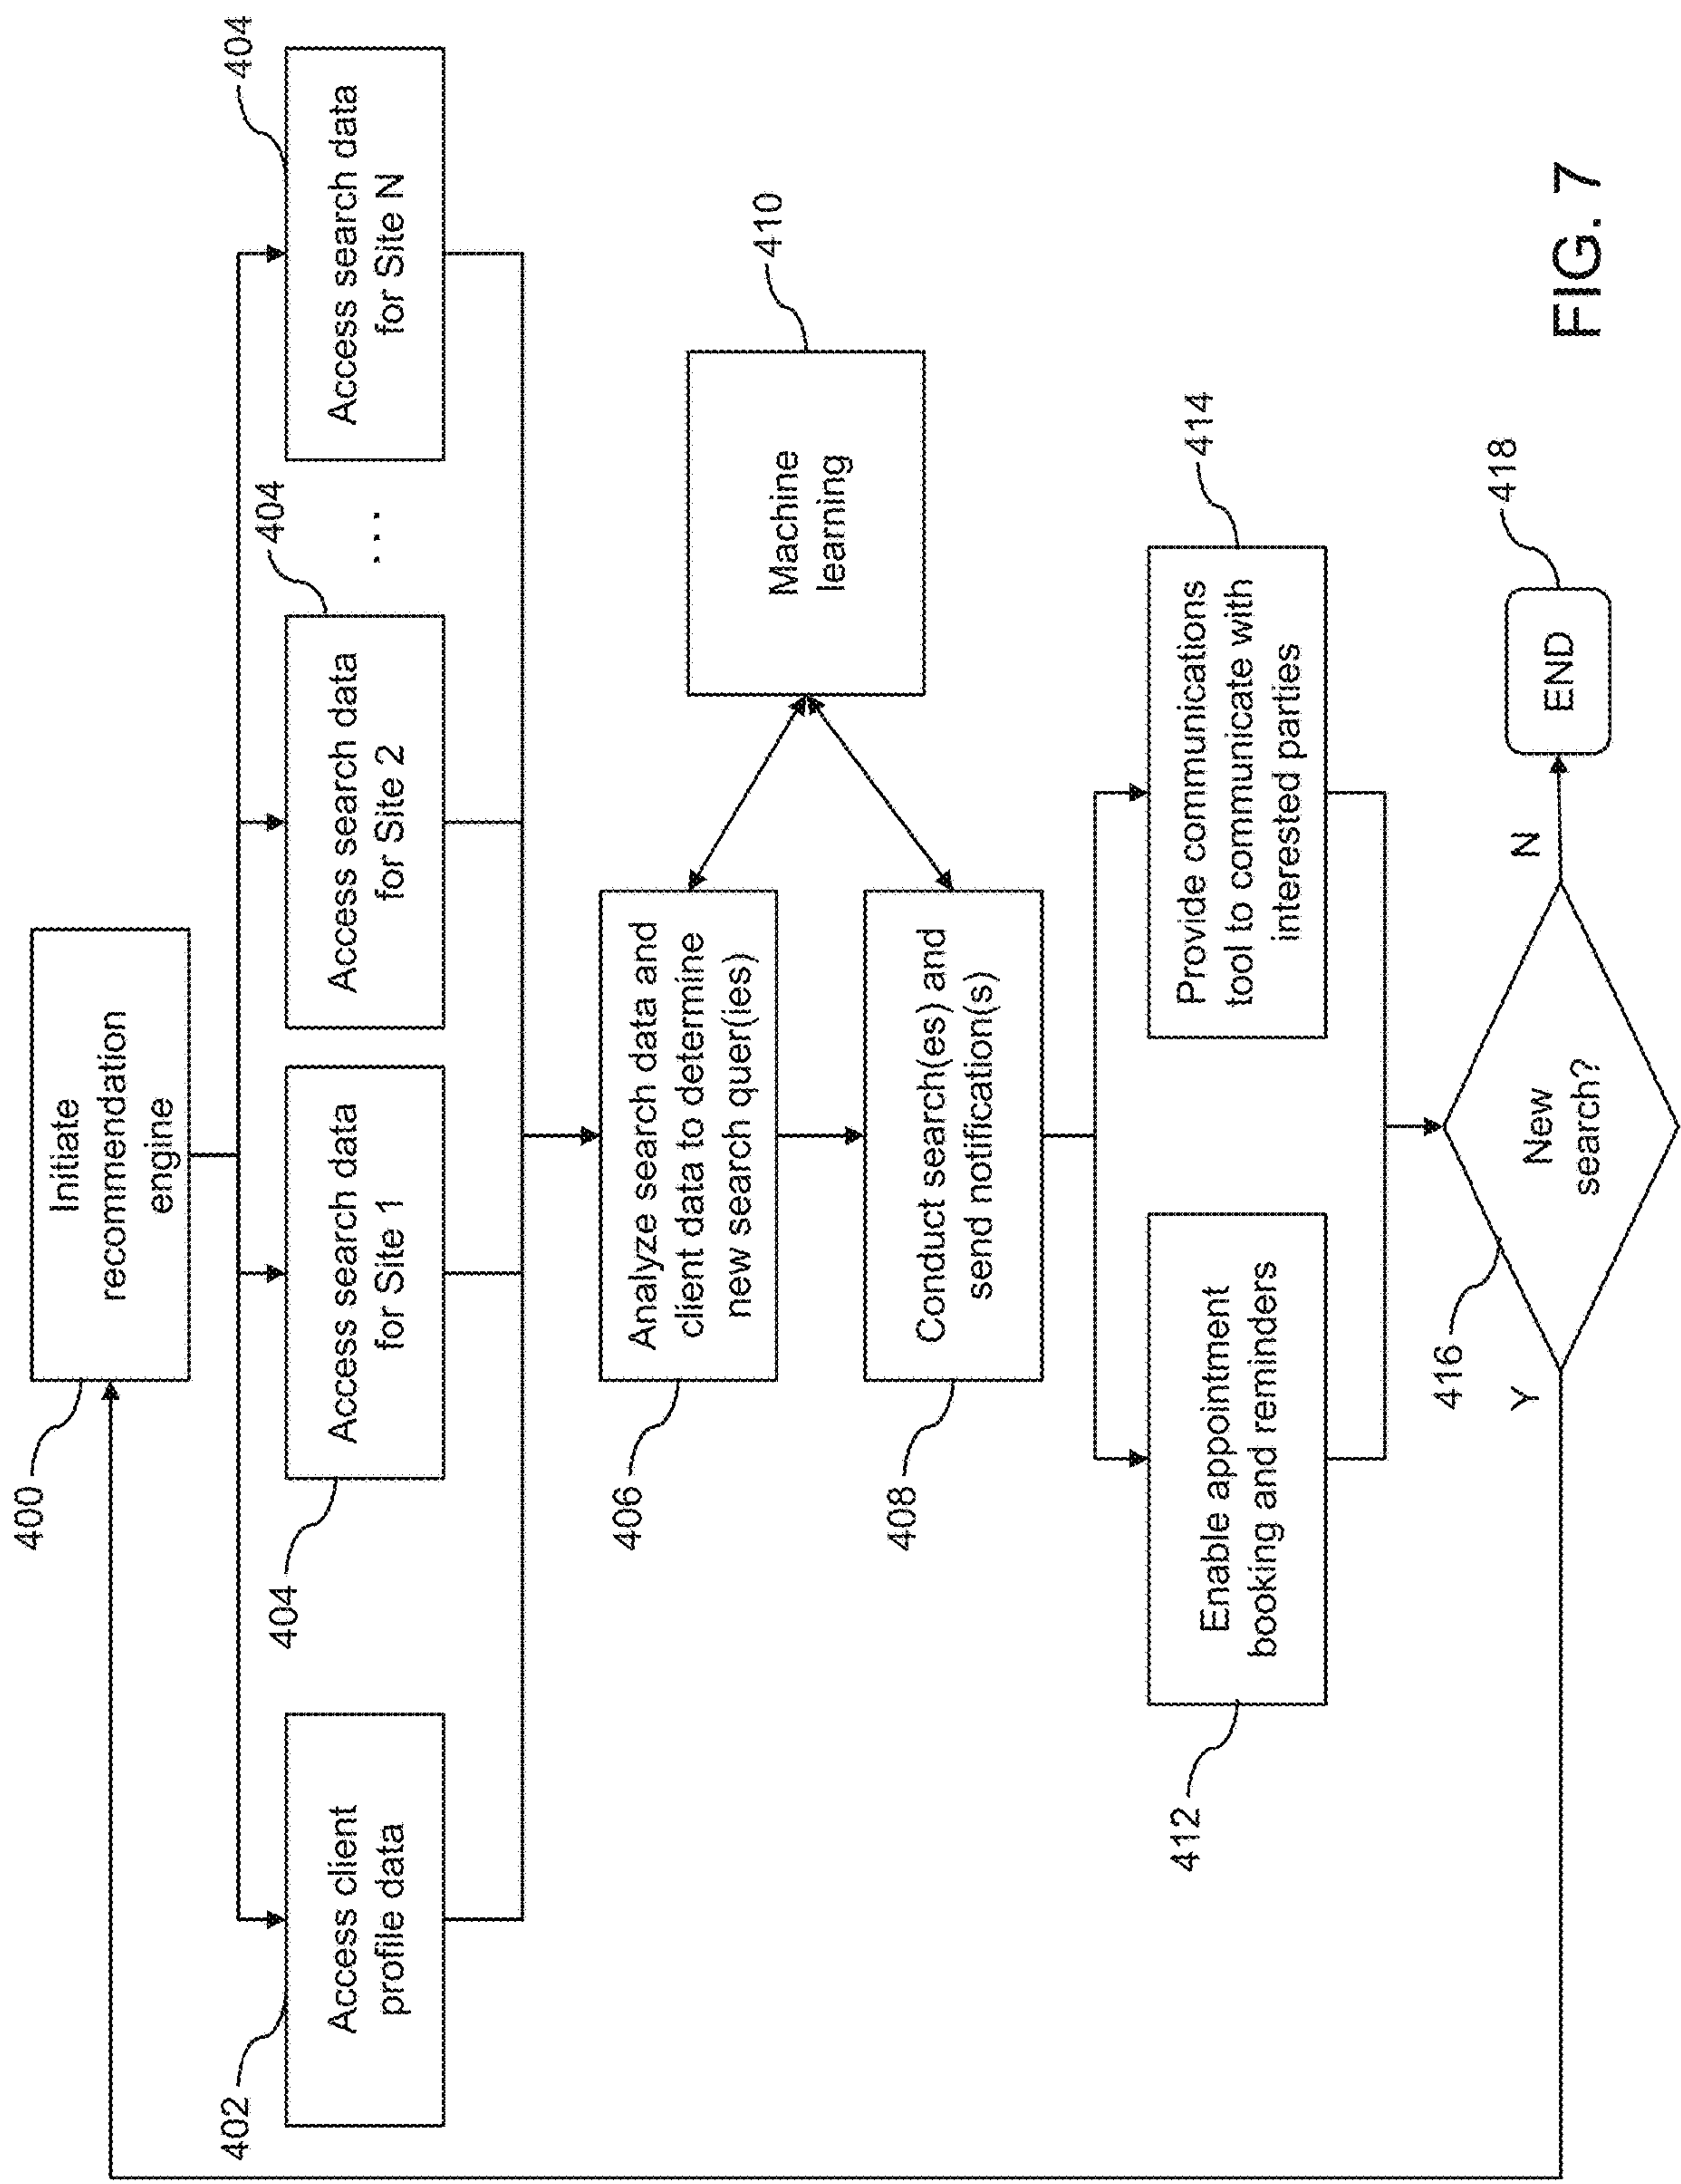 400
Initiate
recommendation
engine
402
Access client
profile data
404
Access search data
for Site 1
404
Access search data
for Site 2
. . .
404
Access search data
for Site N
406
Analyze search data and
client data to determine
new search quer(ies)
Machine
learning
410
408
Conduct search(es) and
send notification(s)
412
Enable appointment
booking and reminders
Provide communications
tool to communicate with
interested parties
414
416
New
search?
Y
N
END
418
FIG. 7